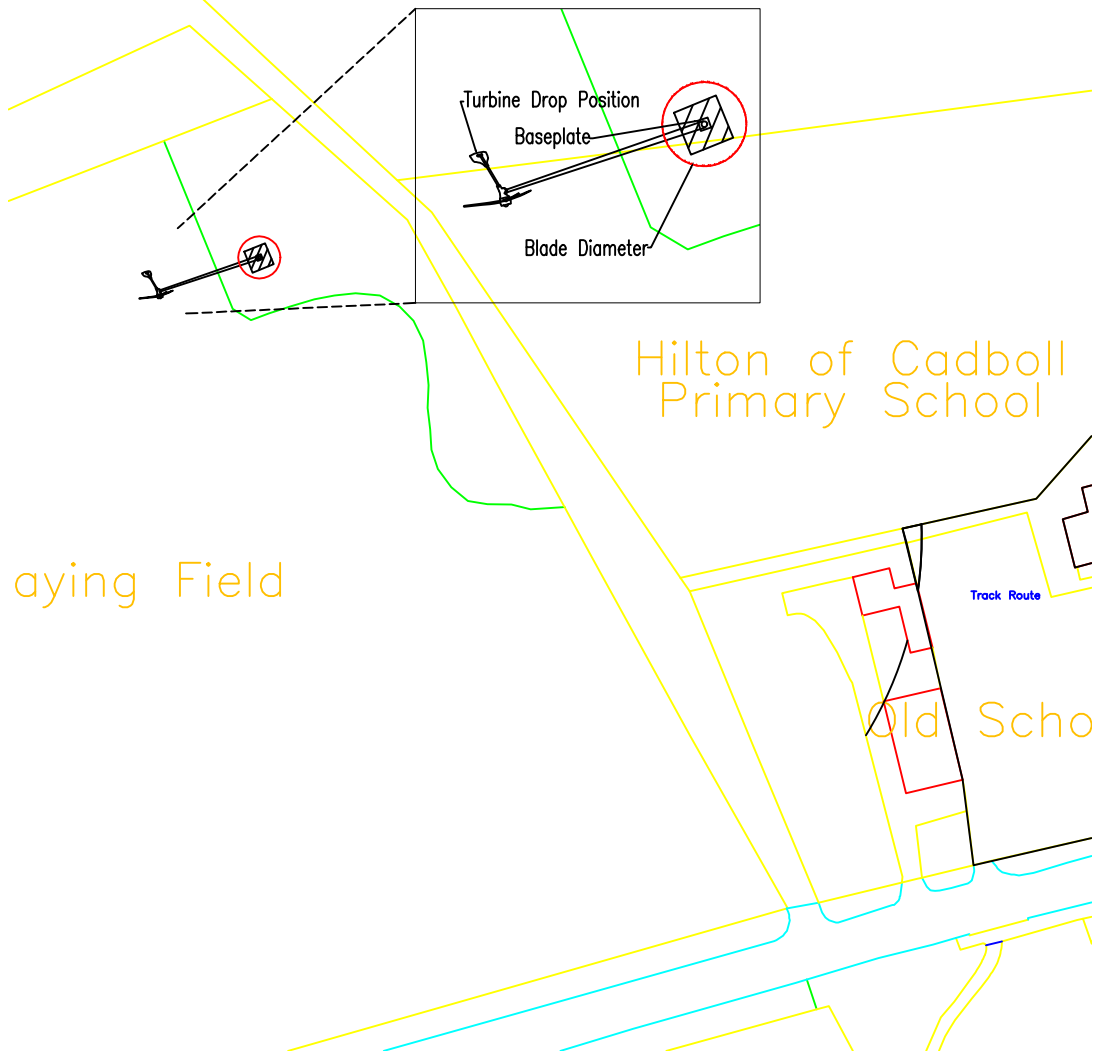 Turbine Drop Position
Baseplate
Blade Diameter
Hilton of Cadboll
Primary School
aying Field
Track Route
Old Scho